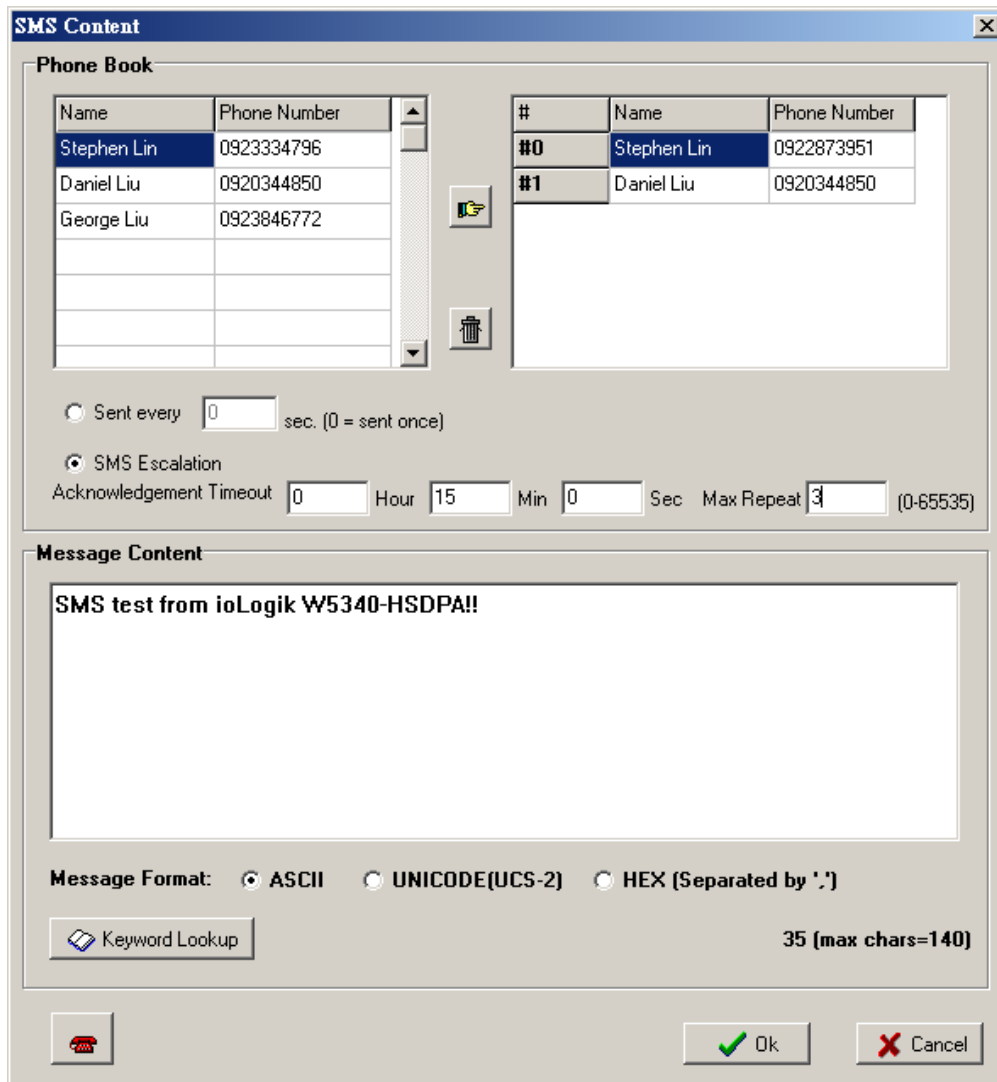 SMS Content
Phone Book
Name Phone Number
Stephen Lin 0923334796
Daniel Liu 0920344850
George Liu 0923846772
# Name Phone Number
#0 Stephen Lin 0922873951
#1 Daniel Liu 0920344850
Sent every 0 sec. (0 = sent once)
SMS Escalation
Acknowledgement Timeout 0 Hour 15 Min 0 Sec Max Repeat 3 (0-65535)
Message Content
SMS test from ioLogik W5340-HSDPA!!
Message Format: ASCII UNICODE(UCS-2) HEX (Separated by ',')
Keyword Lookup 35 (max chars=140)
Ok Cancel